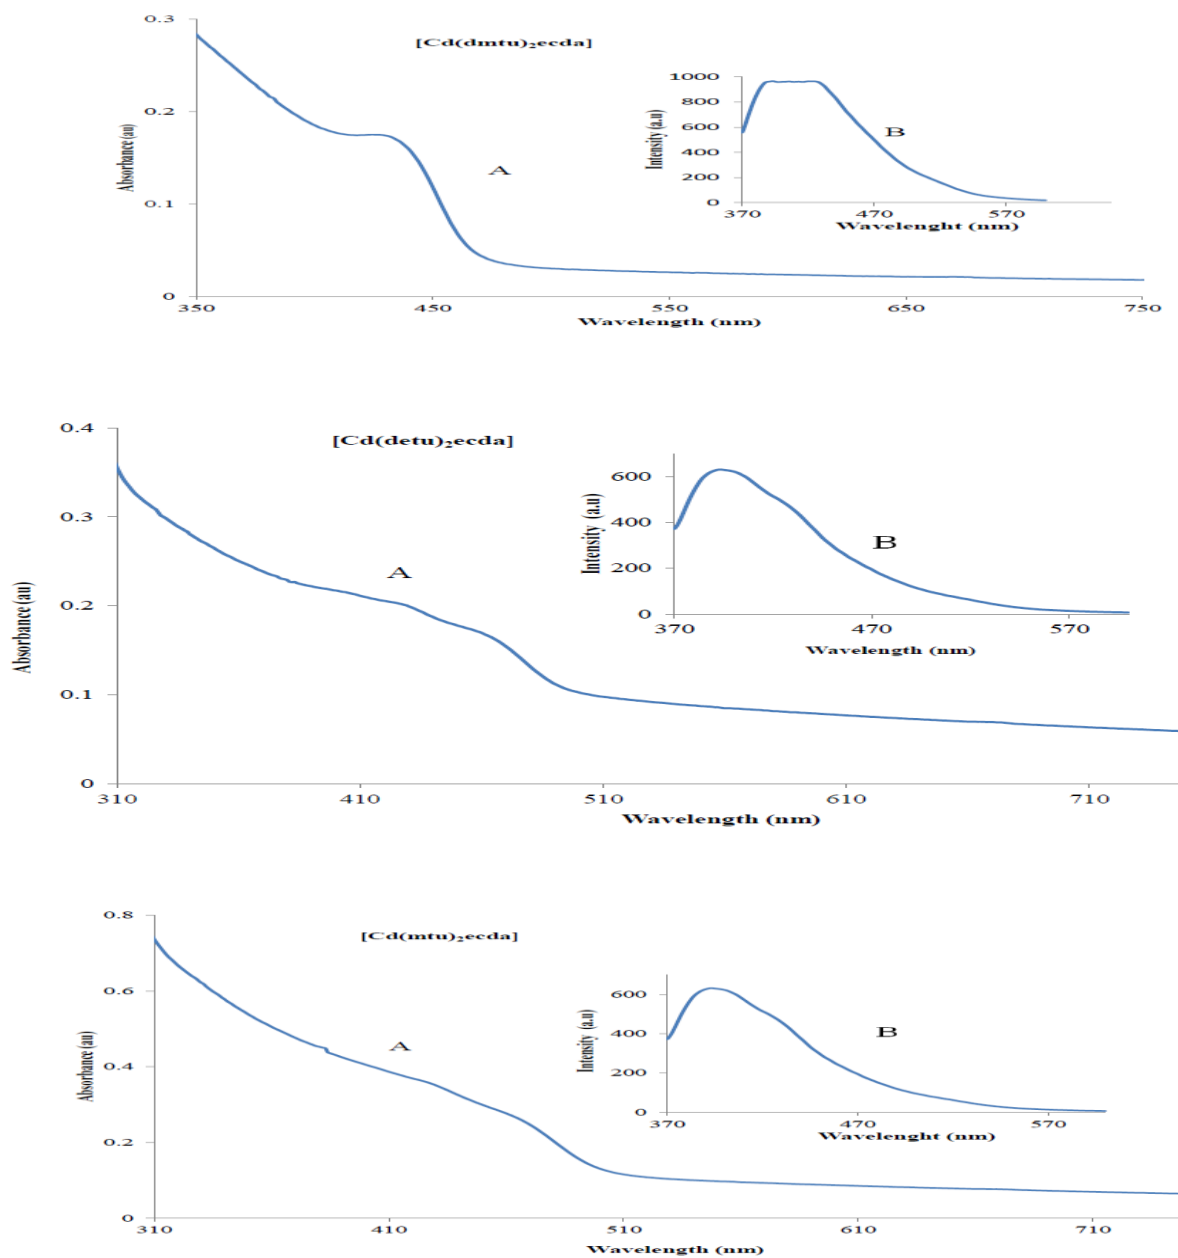 [Cd(dmtu)₂ecda]
Absorbance (au)
0.3
0.2
0.1
0
350 450 550 650 750
Wavelength (nm)
A
Intensity (a.u)
1000
800
600
400
200
0
370 470 570
Wavelenght (nm)
B
[Cd(detu)₂ecda]
Absorbance (au)
0.4
0.3
0.2
0.1
0
310 410 510 610 710
Wavelength (nm)
A
Intensity (a.u)
600
400
200
0
370 470 570
Wavelength (nm)
B
[Cd(mtu)₂ecda]
Absorbance (au)
0.8
0.6
0.4
0.2
0
310 410 510 610 710
Wavelength (nm)
A
Intensity (a.u)
600
400
200
0
370 470 570
Wavelenght (nm)
B